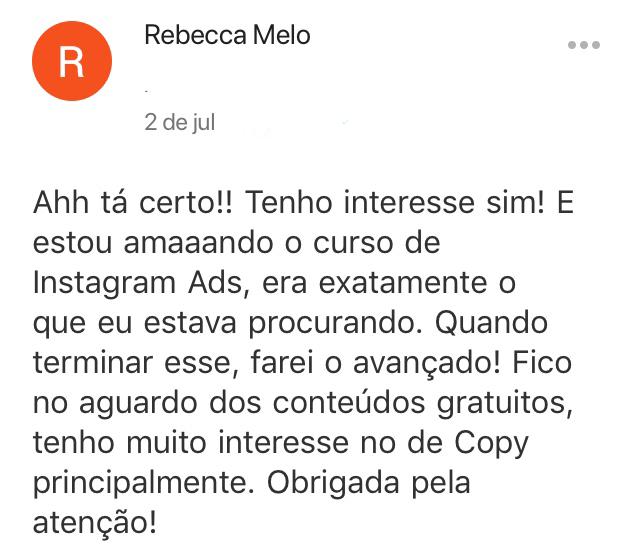 R
Rebecca Melo
2 de jul
Ahh tá certo!! Tenho interesse sim! E
estou amaaando o curso de
Instagram Ads, era exatamente o
que eu estava procurando. Quando
terminar esse, farei o avançado! Fico
no aguardo dos conteúdos gratuitos,
tenho muito interesse no de Copy
principalmente. Obrigada pela
atenção!